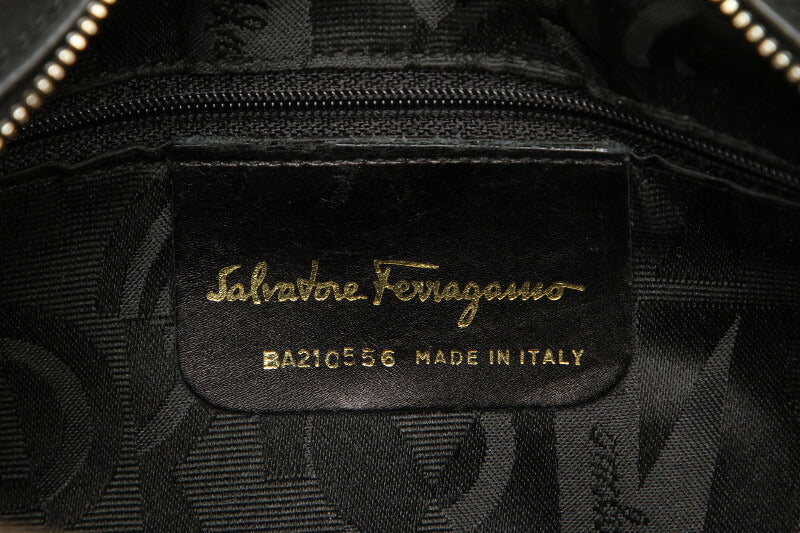 Salvatore Ferragamo
BA210556 MADE IN ITALY